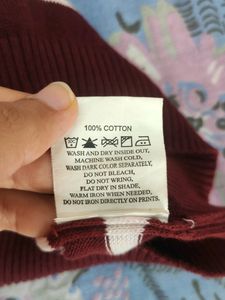 100% COTTON
WASH AND DRY INSIDE OUT,
MACHINE WASH COLD,
WASH DARK COLOR SEPARATELY,
DO NOT BLEACH,
DO NOT WRING,
FLAT DRY IN SHADE,
WARM IRON WHEN NEEDED,
DO NOT IRON DIRECTLY ON PRINTS.